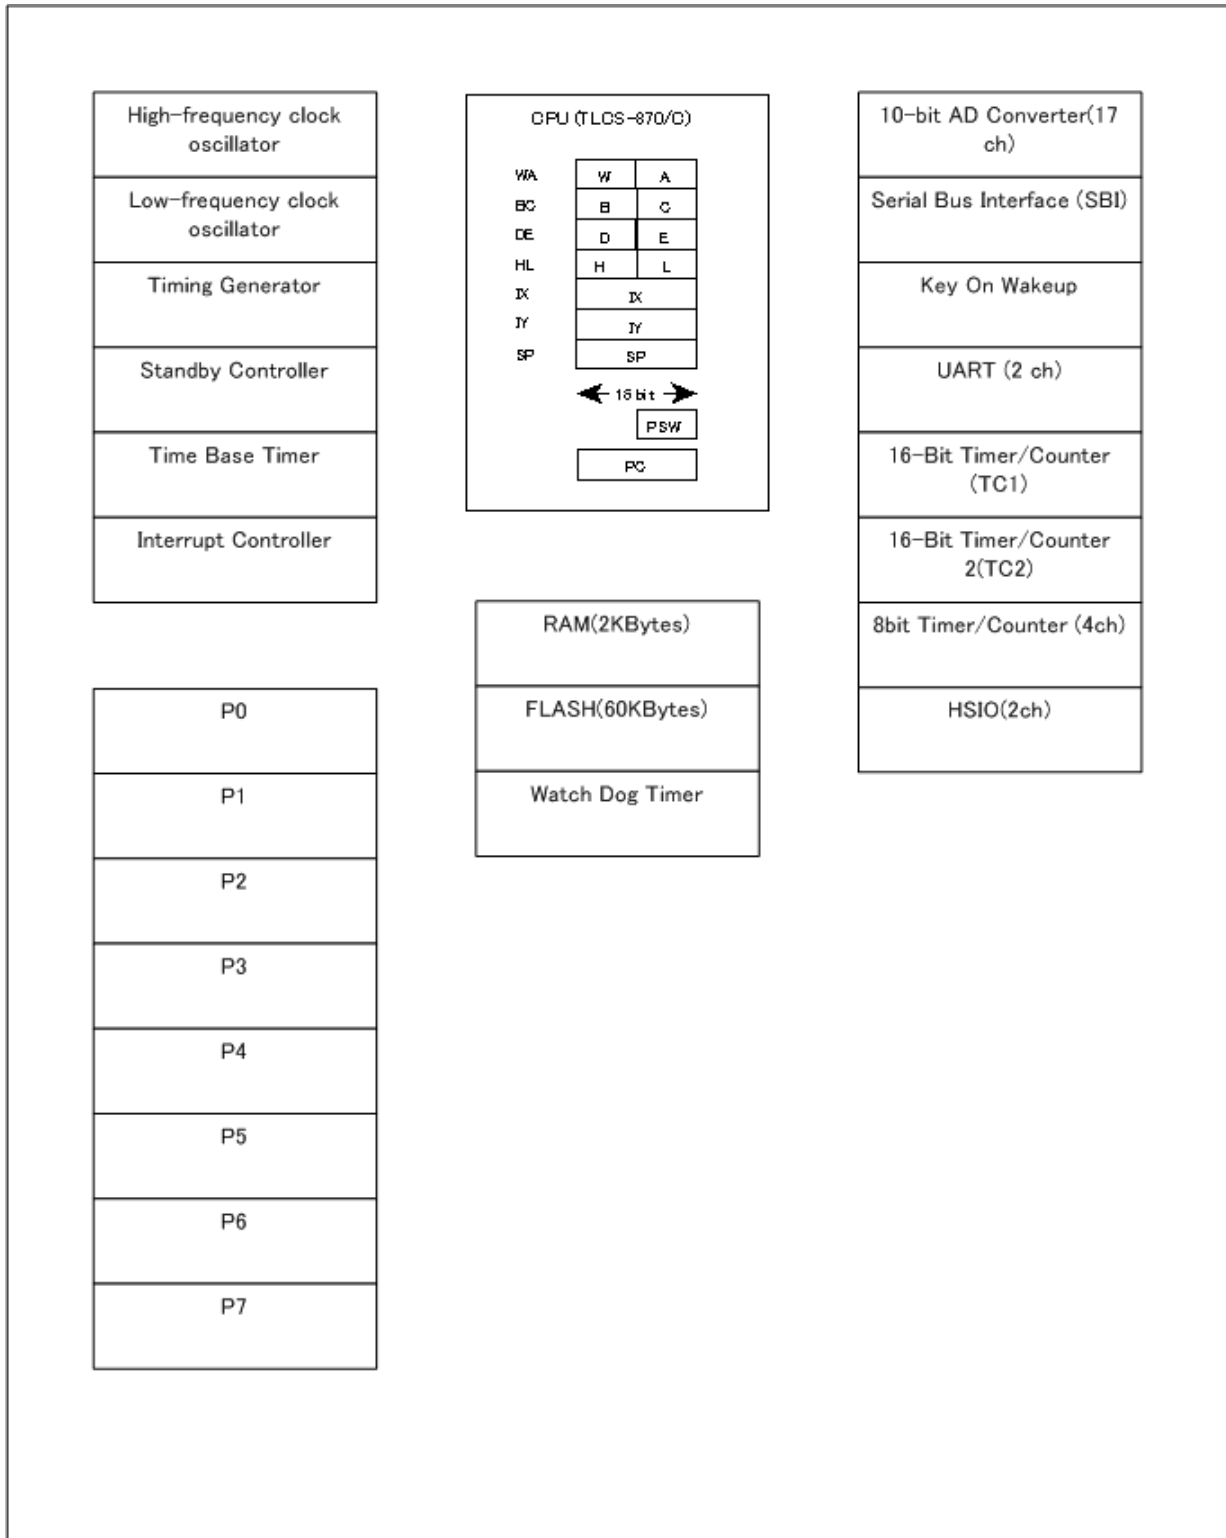 High-frequency clock
oscillator
Low-frequency clock
oscillator
Timing Generator
Standby Controller
Time Base Timer
Interrupt Controller
P0
P1
P2
P3
P4
P5
P6
P7
CPU (TLCS-870/C)
WA W A
BC B C
DE D E
HL H L
IX IX
IY IY
SP SP
16 bit
PSW
PC
RAM(2KBytes)
FLASH(60KBytes)
Watch Dog Timer
10-bit AD Converter(17
ch)
Serial Bus Interface (SBI)
Key On Wakeup
UART (2 ch)
16-Bit Timer/Counter
(TC1)
16-Bit Timer/Counter
2(TC2)
8bit Timer/Counter (4ch)
HSIO(2ch)